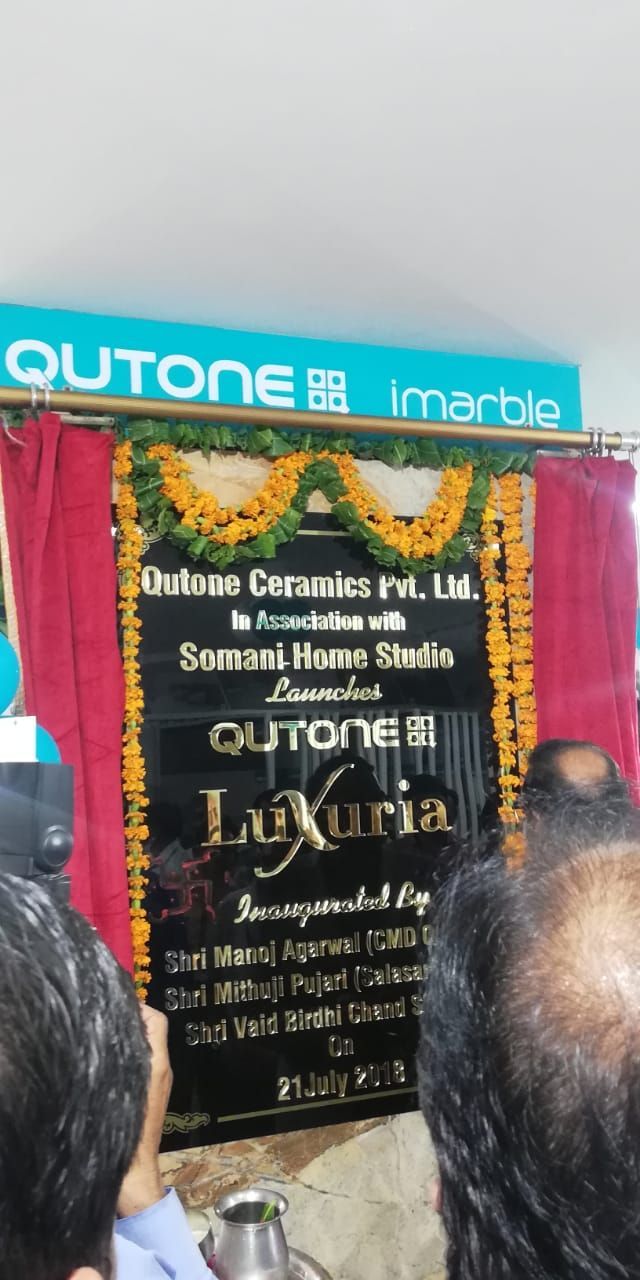 QUTONE imarble
Qutone Ceramics Pvt. Ltd.
In Association with
Somani Home Studio
Launches
QUTONE
Luxuria
Inaugurated By
Shri Manoj Agarwal (CMD
Shri Mithuji Pujari
Shri Vaid Birdhi Chand
On
21July 2018